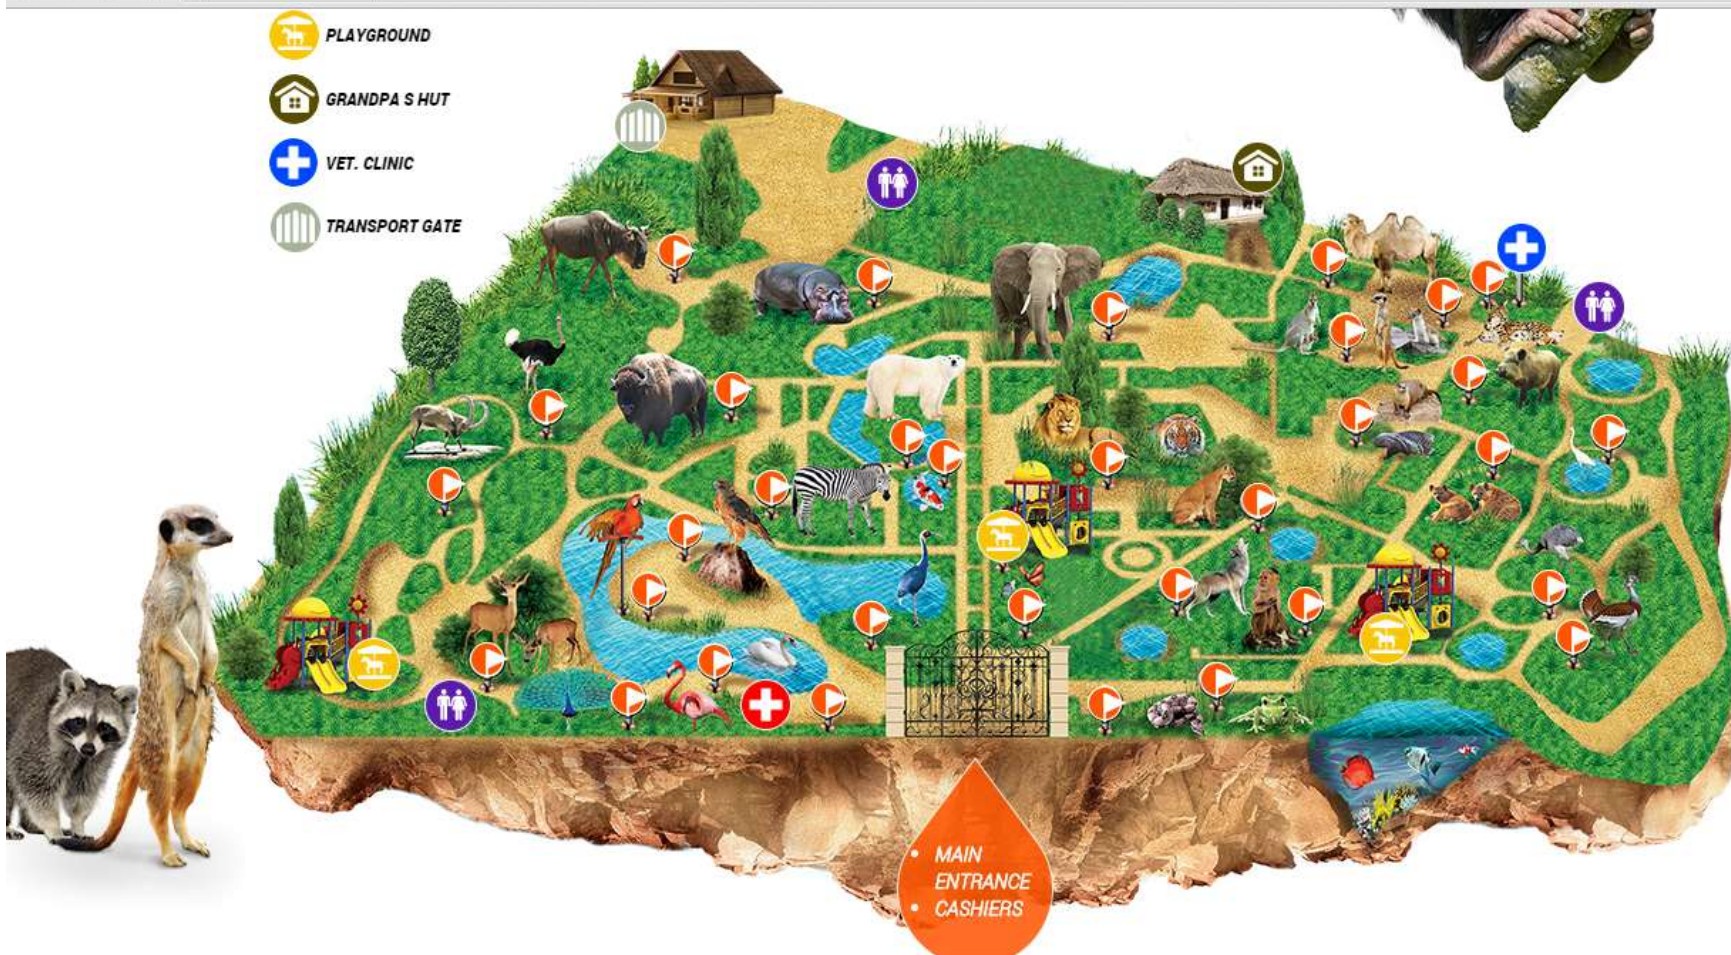 PLAYGROUND
GRANDPA S HUT
VET. CLINIC
TRANSPORT GATE
• MAIN
ENTRANCE
• CASHIERS